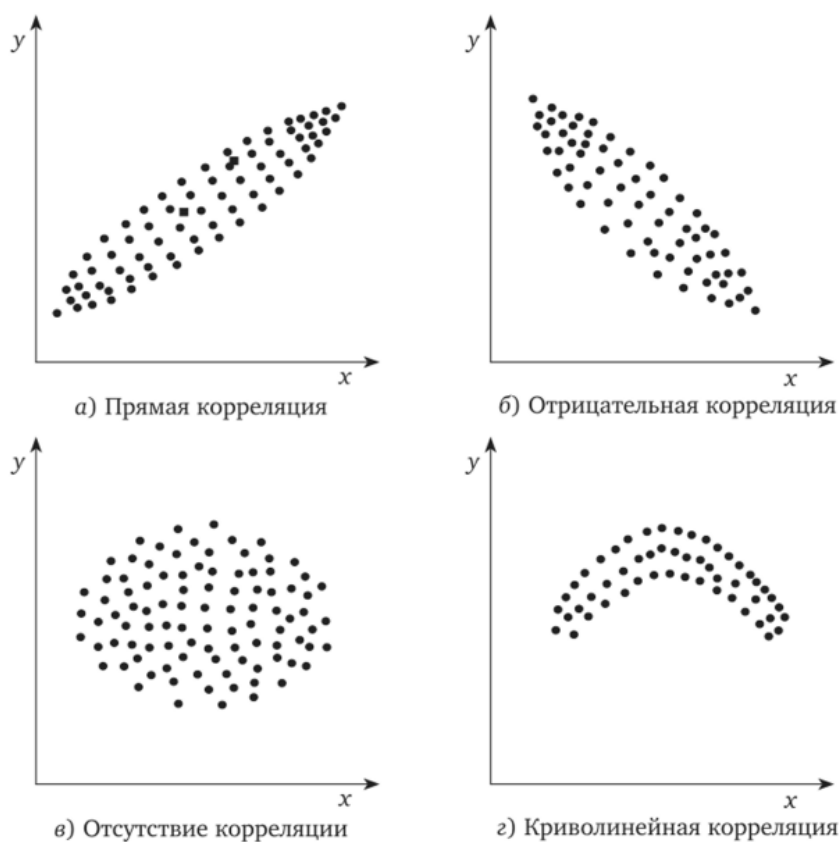 y
x
а) Прямая корреляция
y
x
б) Отрицательная корреляция
y
x
в) Отсутствие корреляции
y
x
г) Криволинейная корреляция